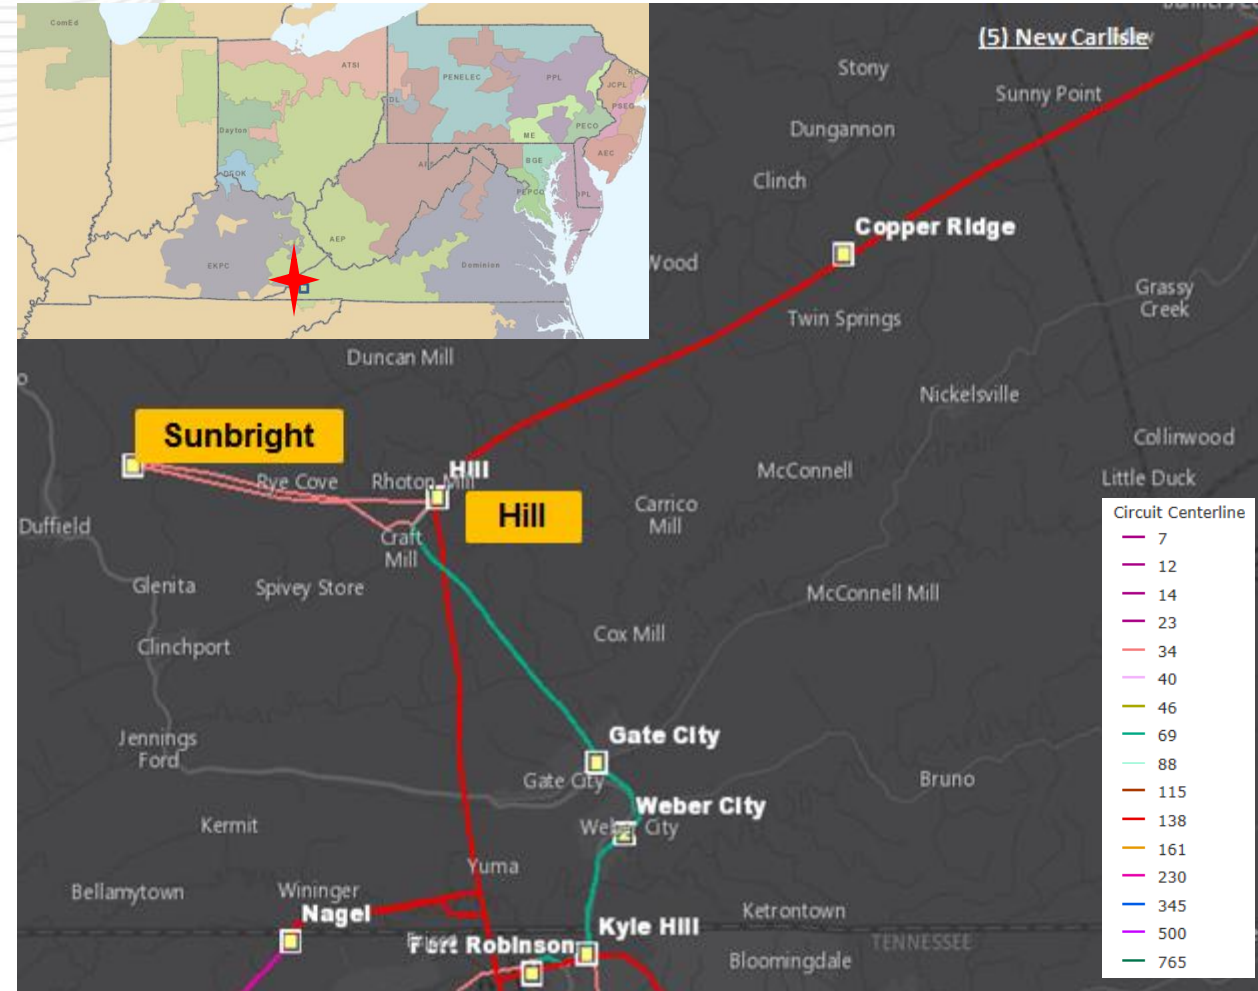 ComEd
ATSI
PENELEC
PPL
JCPL
DL
PSEG
Dayton
ME
PECO
AEC
BGE
DEOK
PEPCO
DPL
AEP
EKPC
Dominion
(5) New Carlisle
Stony
Sunny Point
Dungannon
Clinch
Copper Ridge
Wood
Grassy
Creek
Twin Springs
Duncan Mill
Nickelsville
Sunbright
Collinwood
Hill
McConnell
Rye Cove
Rhoton Mill
Little Duck
Hill
Carrico
Mill
Duffield
Craft
Mill
Glenita
Spivey Store
McConnell Mill
Cox Mill
Clinchport
Gate City
Jennings
Ford
Gate City
Bruno
Weber City
Kermit
Weber City
Yuma
Bellamytown
Wininger
Nagel
Ketrontown
Kyle Hill
Fort Robinson
TENNESSEE
Bloomingdale
Circuit Centerline
7
12
14
23
34
40
46
69
88
115
138
161
230
345
500
765